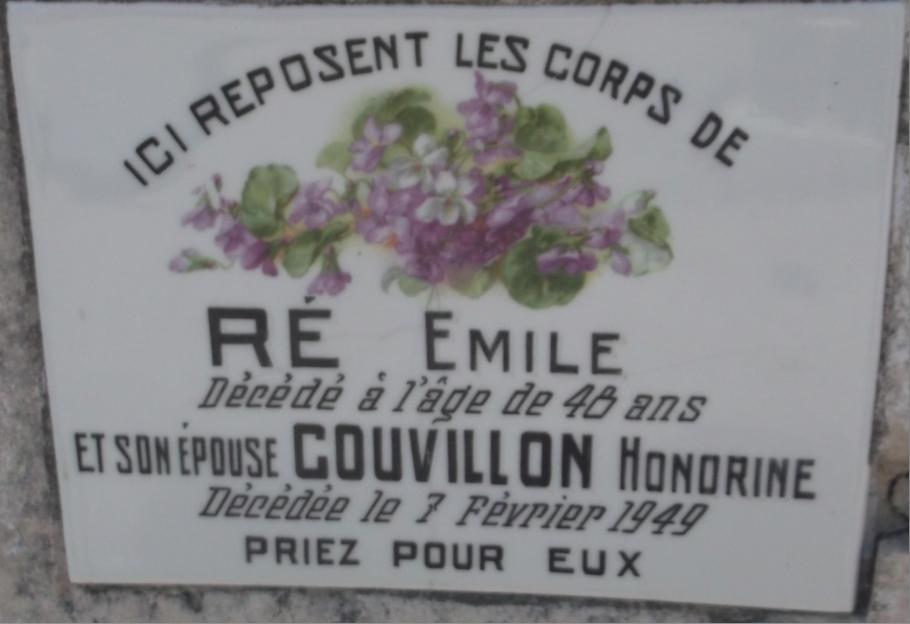 ICI REPOSENT LES CORPS DE
RÉ EMILE
Décédé à l'âge de 48 ans
ET SON ÉPOUSE GOUVILLON HONORINE
Décédée le 7 Février 1949
PRIEZ POUR EUX